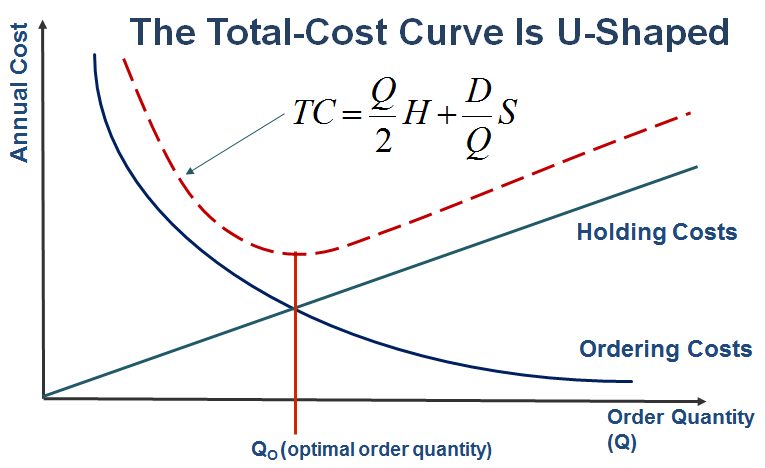 The Total-Cost Curve Is U-Shaped
Annual Cost
TC = Q/2 H + D/Q S
Holding Costs
Ordering Costs
Order Quantity
(Q)
QO (optimal order quantity)